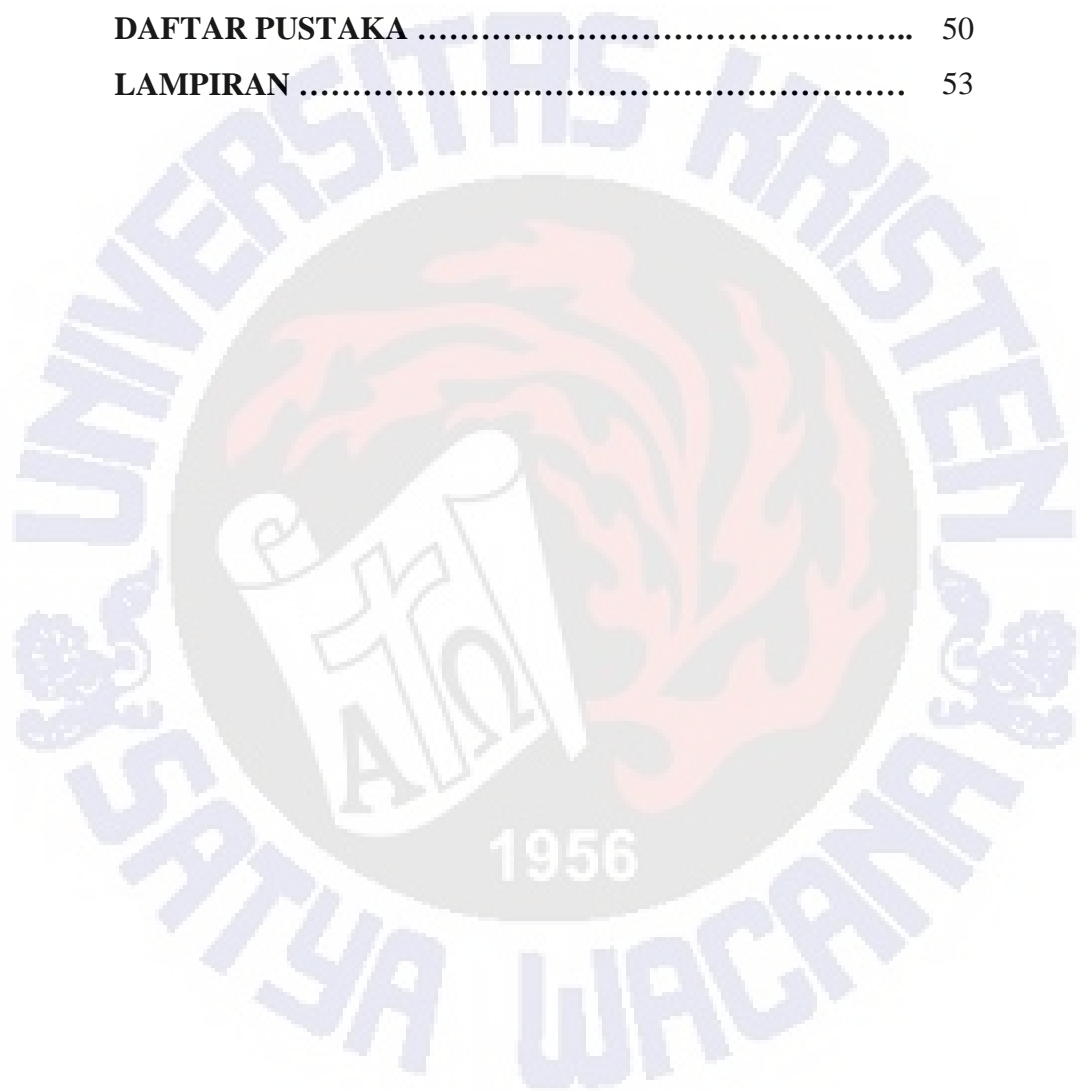 DAFTAR PUSTAKA ……………………………………….. 50
LAMPIRAN ………………………………………………… 53
UNIVERSITAS KRISTEN
SATYA WACANA
Α Ω
1956